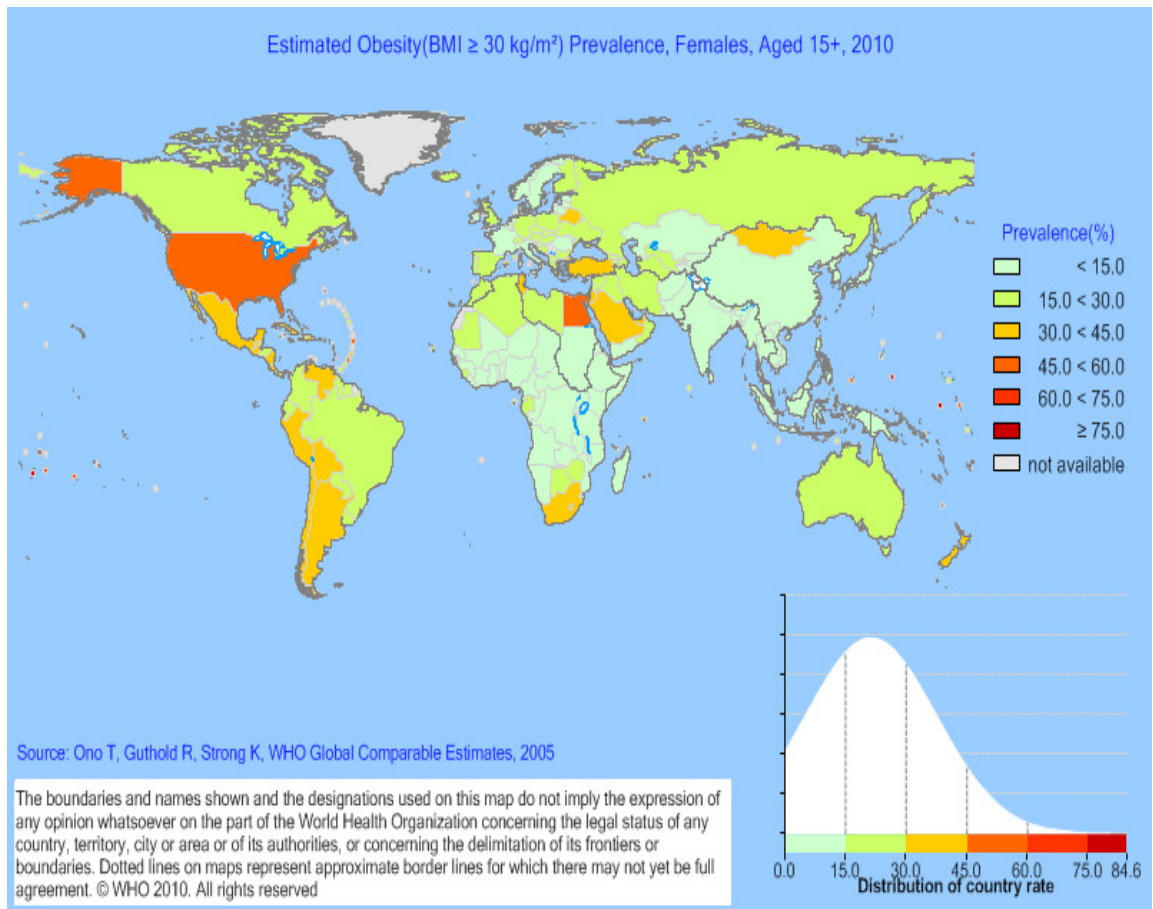 Estimated Obesity(BMI ≥ 30 kg/m²) Prevalence, Females, Aged 15+, 2010
Prevalence(%)
< 15.0
15.0 < 30.0
30.0 < 45.0
45.0 < 60.0
60.0 < 75.0
≥ 75.0
not available
Source: Ono T, Guthold R, Strong K, WHO Global Comparable Estimates, 2005
The boundaries and names shown and the designations used on this map do not imply the expression of
any opinion whatsoever on the part of the World Health Organization concerning the legal status of any
country, territory, city or area or of its authorities, or concerning the delimitation of its frontiers or
boundaries. Dotted lines on maps represent approximate border lines for which there may not yet be full
agreement. © WHO 2010. All rights reserved
0.0 15.0 30.0 45.0 60.0 75.0 84.6
Distribution of country rate